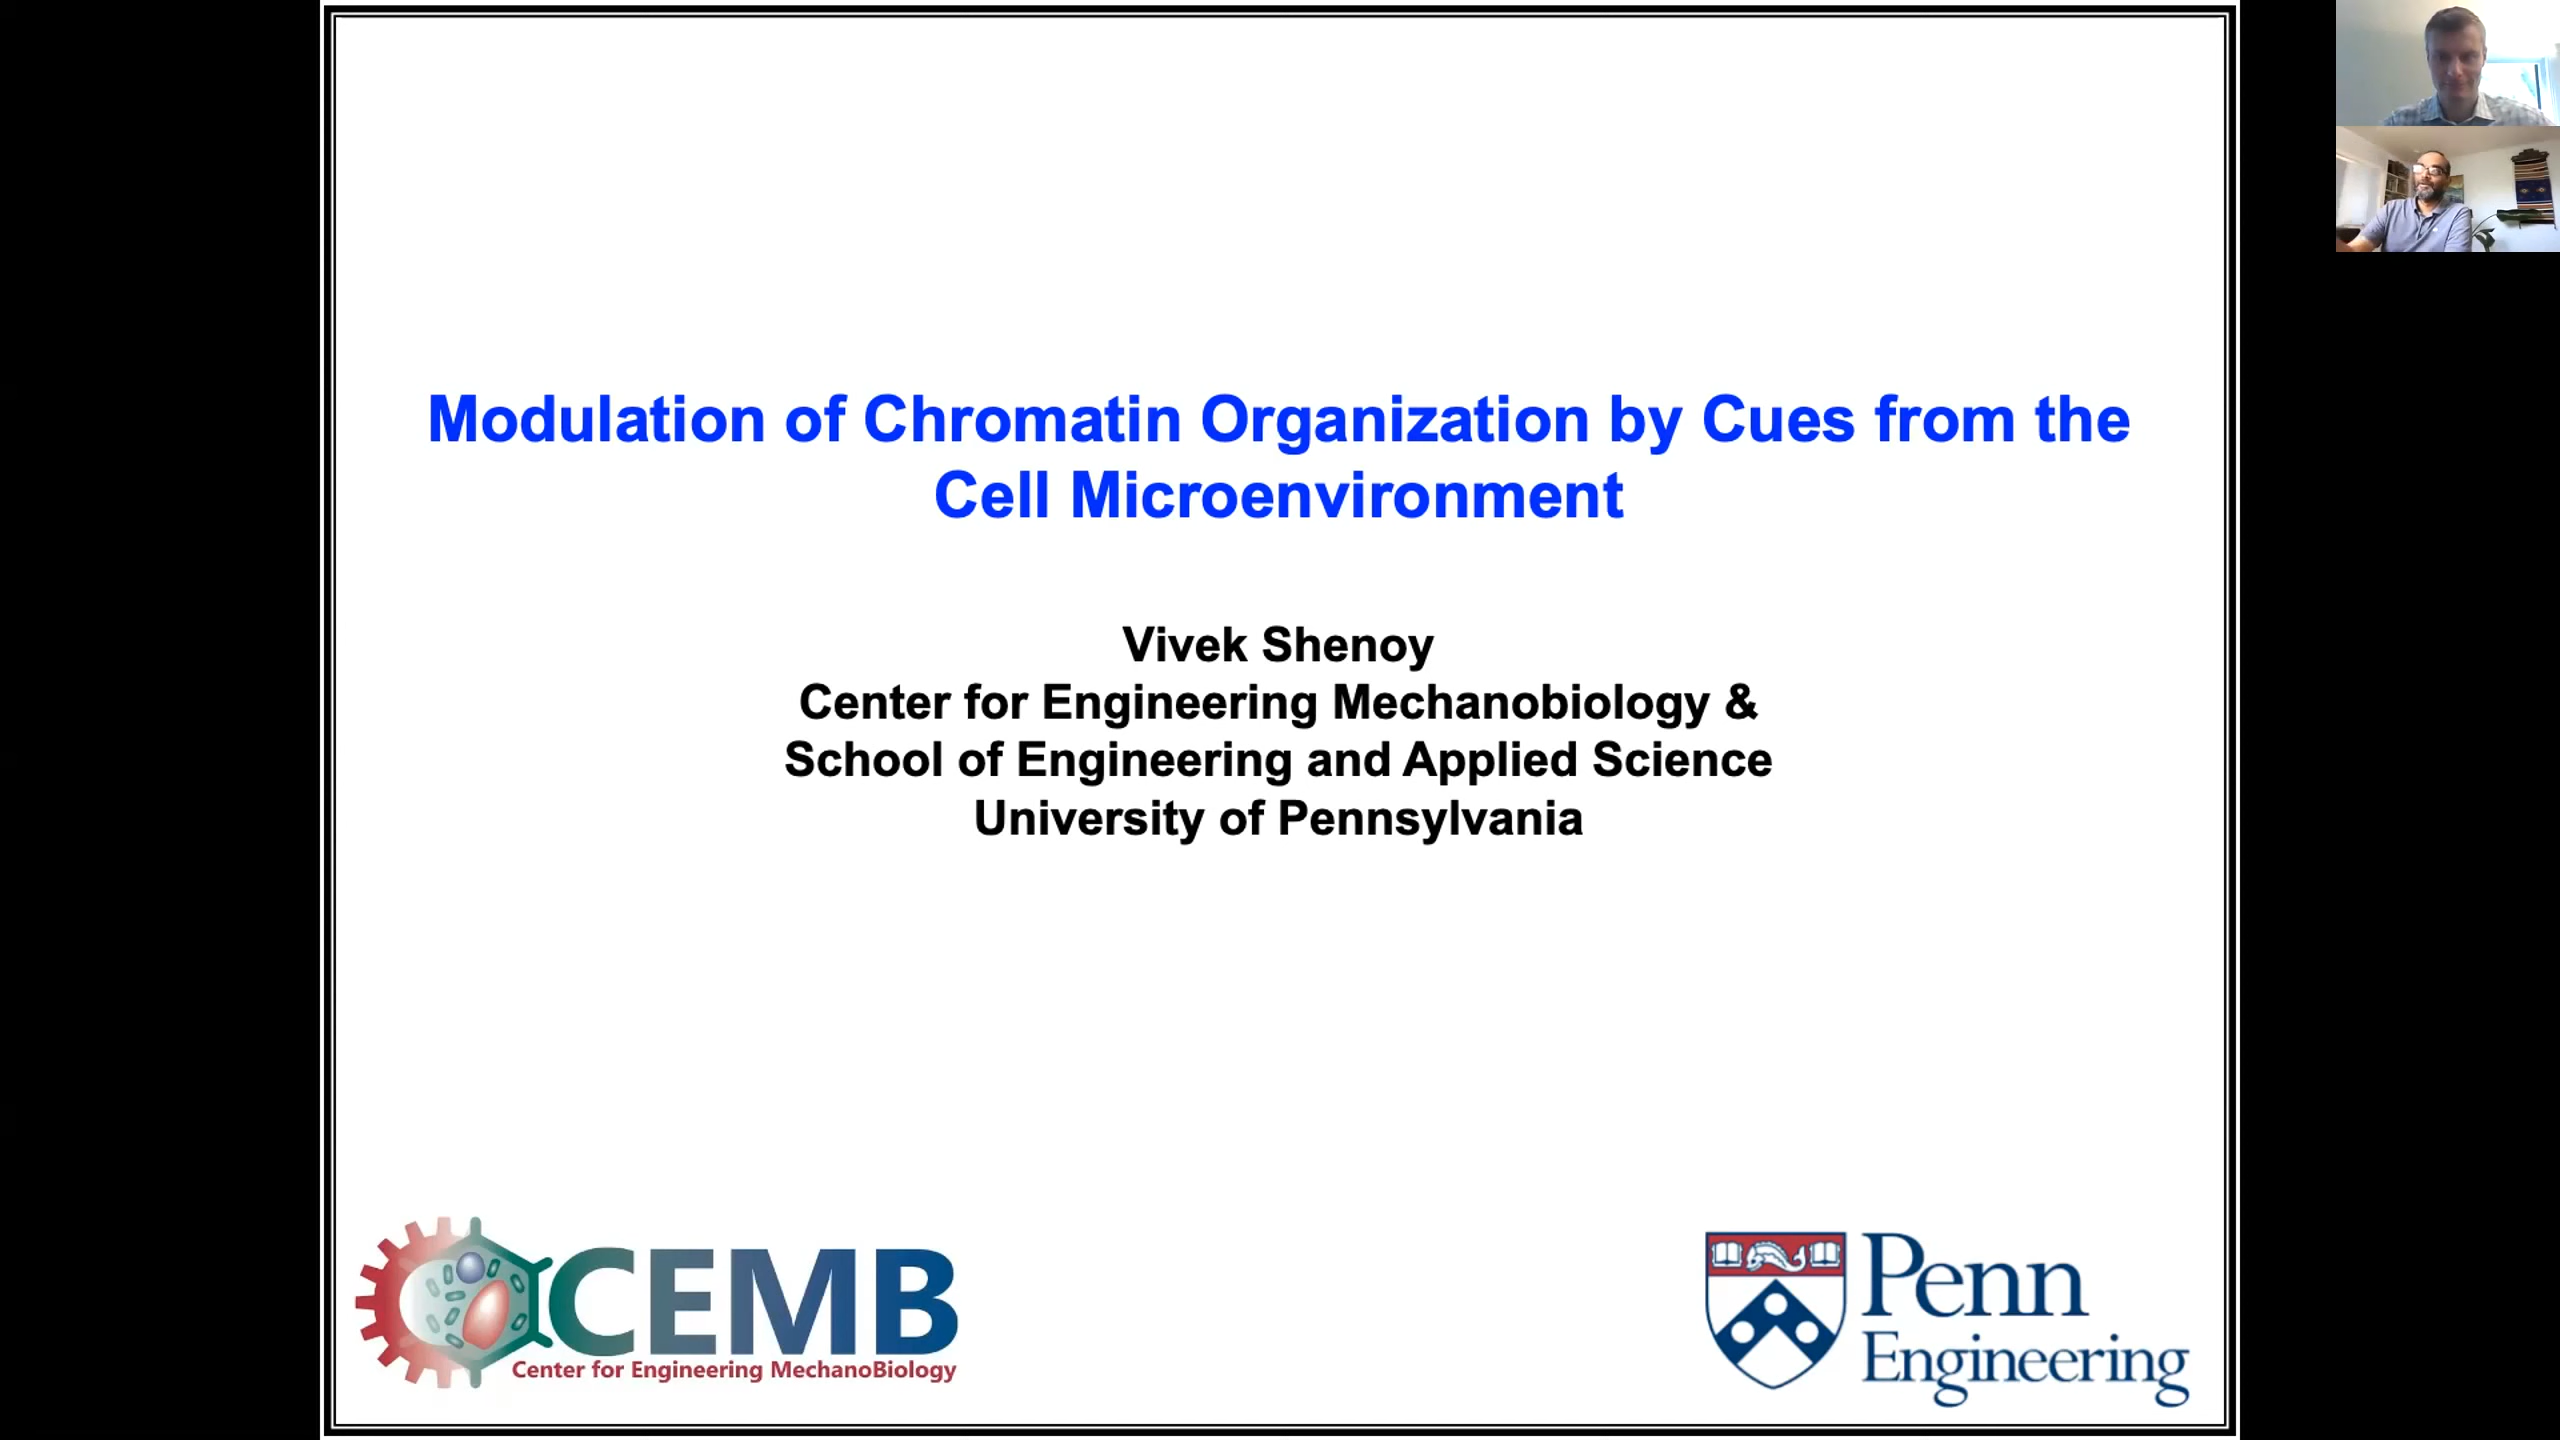 Modulation of Chromatin Organization by Cues from the
Cell Microenvironment
Vivek Shenoy
Center for Engineering Mechanobiology &
School of Engineering and Applied Science
University of Pennsylvania
CEMB
Center for Engineering MechanoBiology
Penn
Engineering